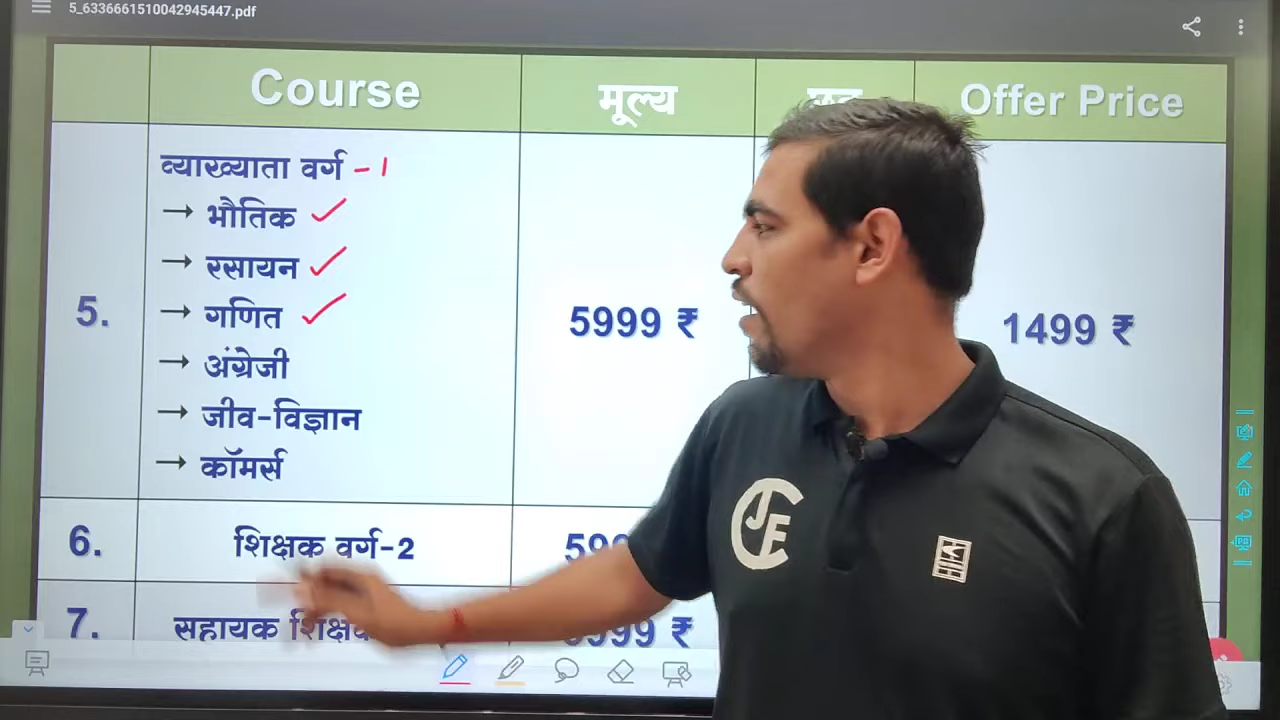 5_6336661510042945447.pdf
Course मूल्य छूट Offer Price
5. व्याख्याता वर्ग -1
→ भौतिक ✓
→ रसायन ✓
→ गणित ✓
→ अंग्रेजी
→ जीव-विज्ञान
→ कॉमर्स
5999 ₹ 1499 ₹
6. शिक्षक वर्ग-2
7. सहायक
JEC